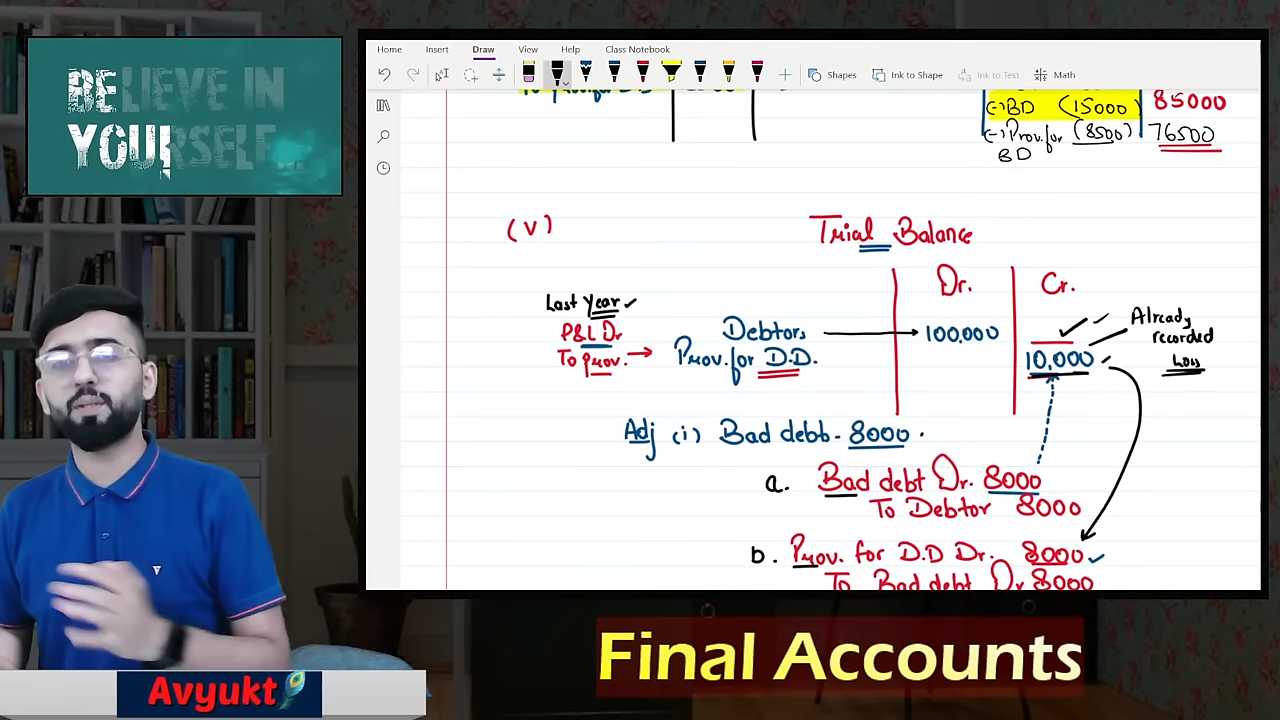 BELIEVE IN
YOURSELF...
Home Insert Draw View Help Class Notebook
Shapes Ink to Shape Ink to Text Math
(-) BD (15000) 85000
(-) Prov. for (8500) 76500
BD
(v) Trial Balance
Dr. Cr.
Last Year
P&L Dr
To prov.
Debtors 100,000
Prov. for D.D. 10,000
Already
recorded
Loss
Adj (i) Bad debt - 8000.
a. Bad debt Dr. 8000
To Debtor 8000
b. Prov. for D.D Dr. 8000
To Bad debt Dr 8000
Final Accounts
Avyukt